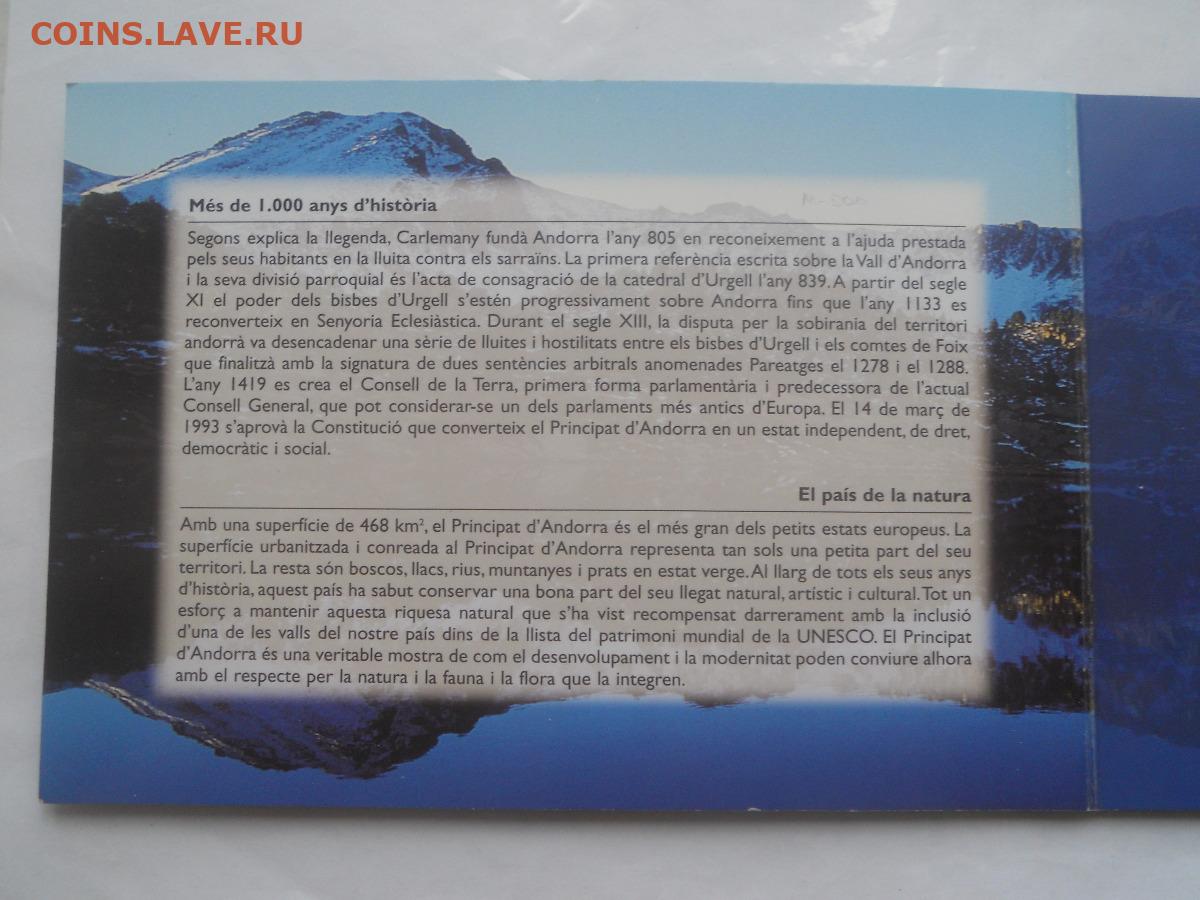 COINS.LAVE.RU
Més de 1.000 anys d'història
Segons explica la llegenda, Carlemany fundà Andorra l'any 805 en reconeixement a l'ajuda prestada
pels seus habitants en la lluita contra els sarraïns. La primera referència escrita sobre la Vall d'Andorra
i la seva divisió parroquial és l'acta de consagració de la catedral d'Urgell l'any 839. A partir del segle
XI el poder dels bisbes d'Urgell s'estén progressivament sobre Andorra fins que l'any 1133 es
reconverteix en Senyoria Eclesiàstica. Durant el segle XIII, la disputa per la sobirania del territori
andorrà va desencadenar una sèrie de lluites i hostilitats entre els bisbes d'Urgell i els comtes de Foix
que finalitzà amb la signatura de dues sentències arbitrals anomenades Pareatges el 1278 i el 1288.
L'any 1419 es crea el Consell de la Terra, primera forma parlamentària i predecessora de l'actual
Consell General, que pot considerar-se un dels parlaments més antics d'Europa. El 14 de març de
1993 s'aprovà la Constitució que converteix el Principat d'Andorra en un estat independent, de dret,
democràtic i social.
El país de la natura
Amb una superfície de 468 km², el Principat d'Andorra és el més gran dels petits estats europeus. La
superfície urbanitzada i conreada al Principat d'Andorra representa tan sols una petita part del seu
territori. La resta són boscos, llacs, rius, muntanyes i prats en estat verge. Al llarg de tots els seus anys
d'història, aquest país ha sabut conservar una bona part del seu llegat natural, artístic i cultural. Tot un
esforç a mantenir aquesta riquesa natural que s'ha vist recompensat darrerament amb la inclusió
d'una de les valls del nostre país dins de la llista del patrimoni mundial de la UNESCO. El Principat
d'Andorra és una veritable mostra de com el desenvolupament i la modernitat poden conviure alhora
amb el respecte per la natura i la fauna i la flora que la integren.